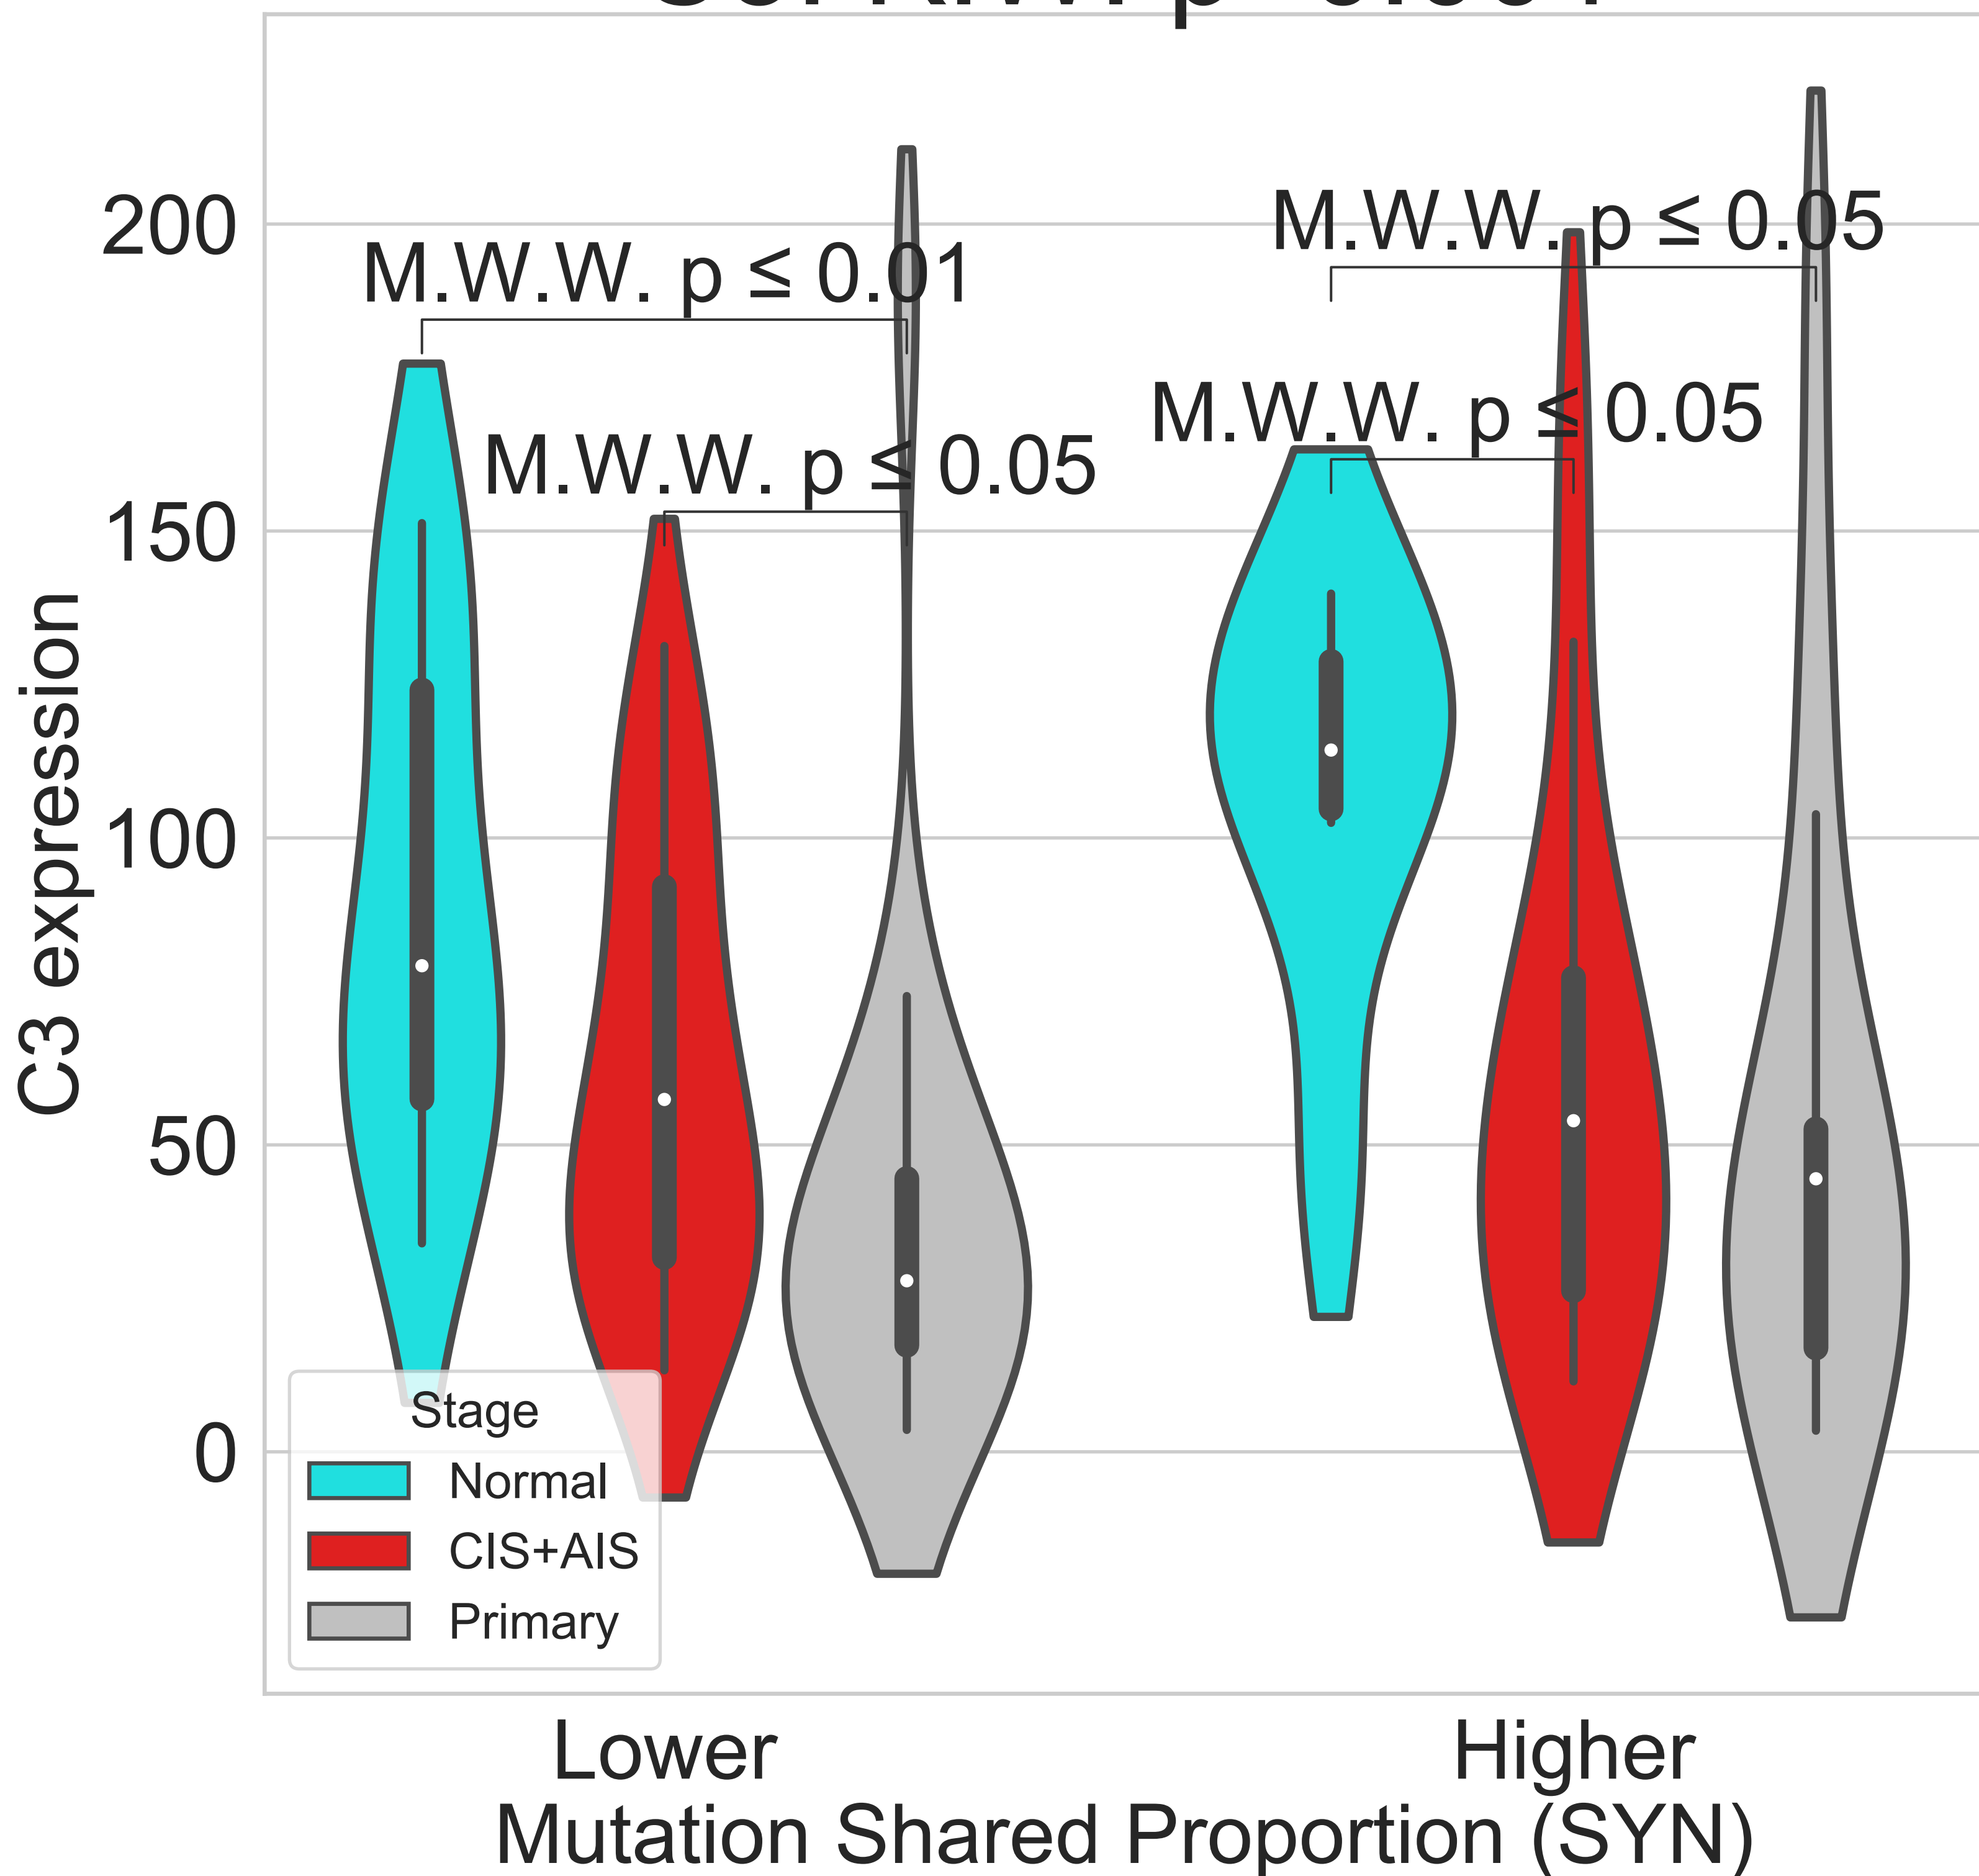 200
150
100
50
0
C3 expression
M.W.W. p ≤ 0.01
M.W.W. p ≤ 0.05
M.W.W. p ≤ 0.05
M.W.W. p ≤ 0.05
Stage
Normal
CIS+AIS
Primary
Lower
Higher
Mutation Shared Proportion (SYN)